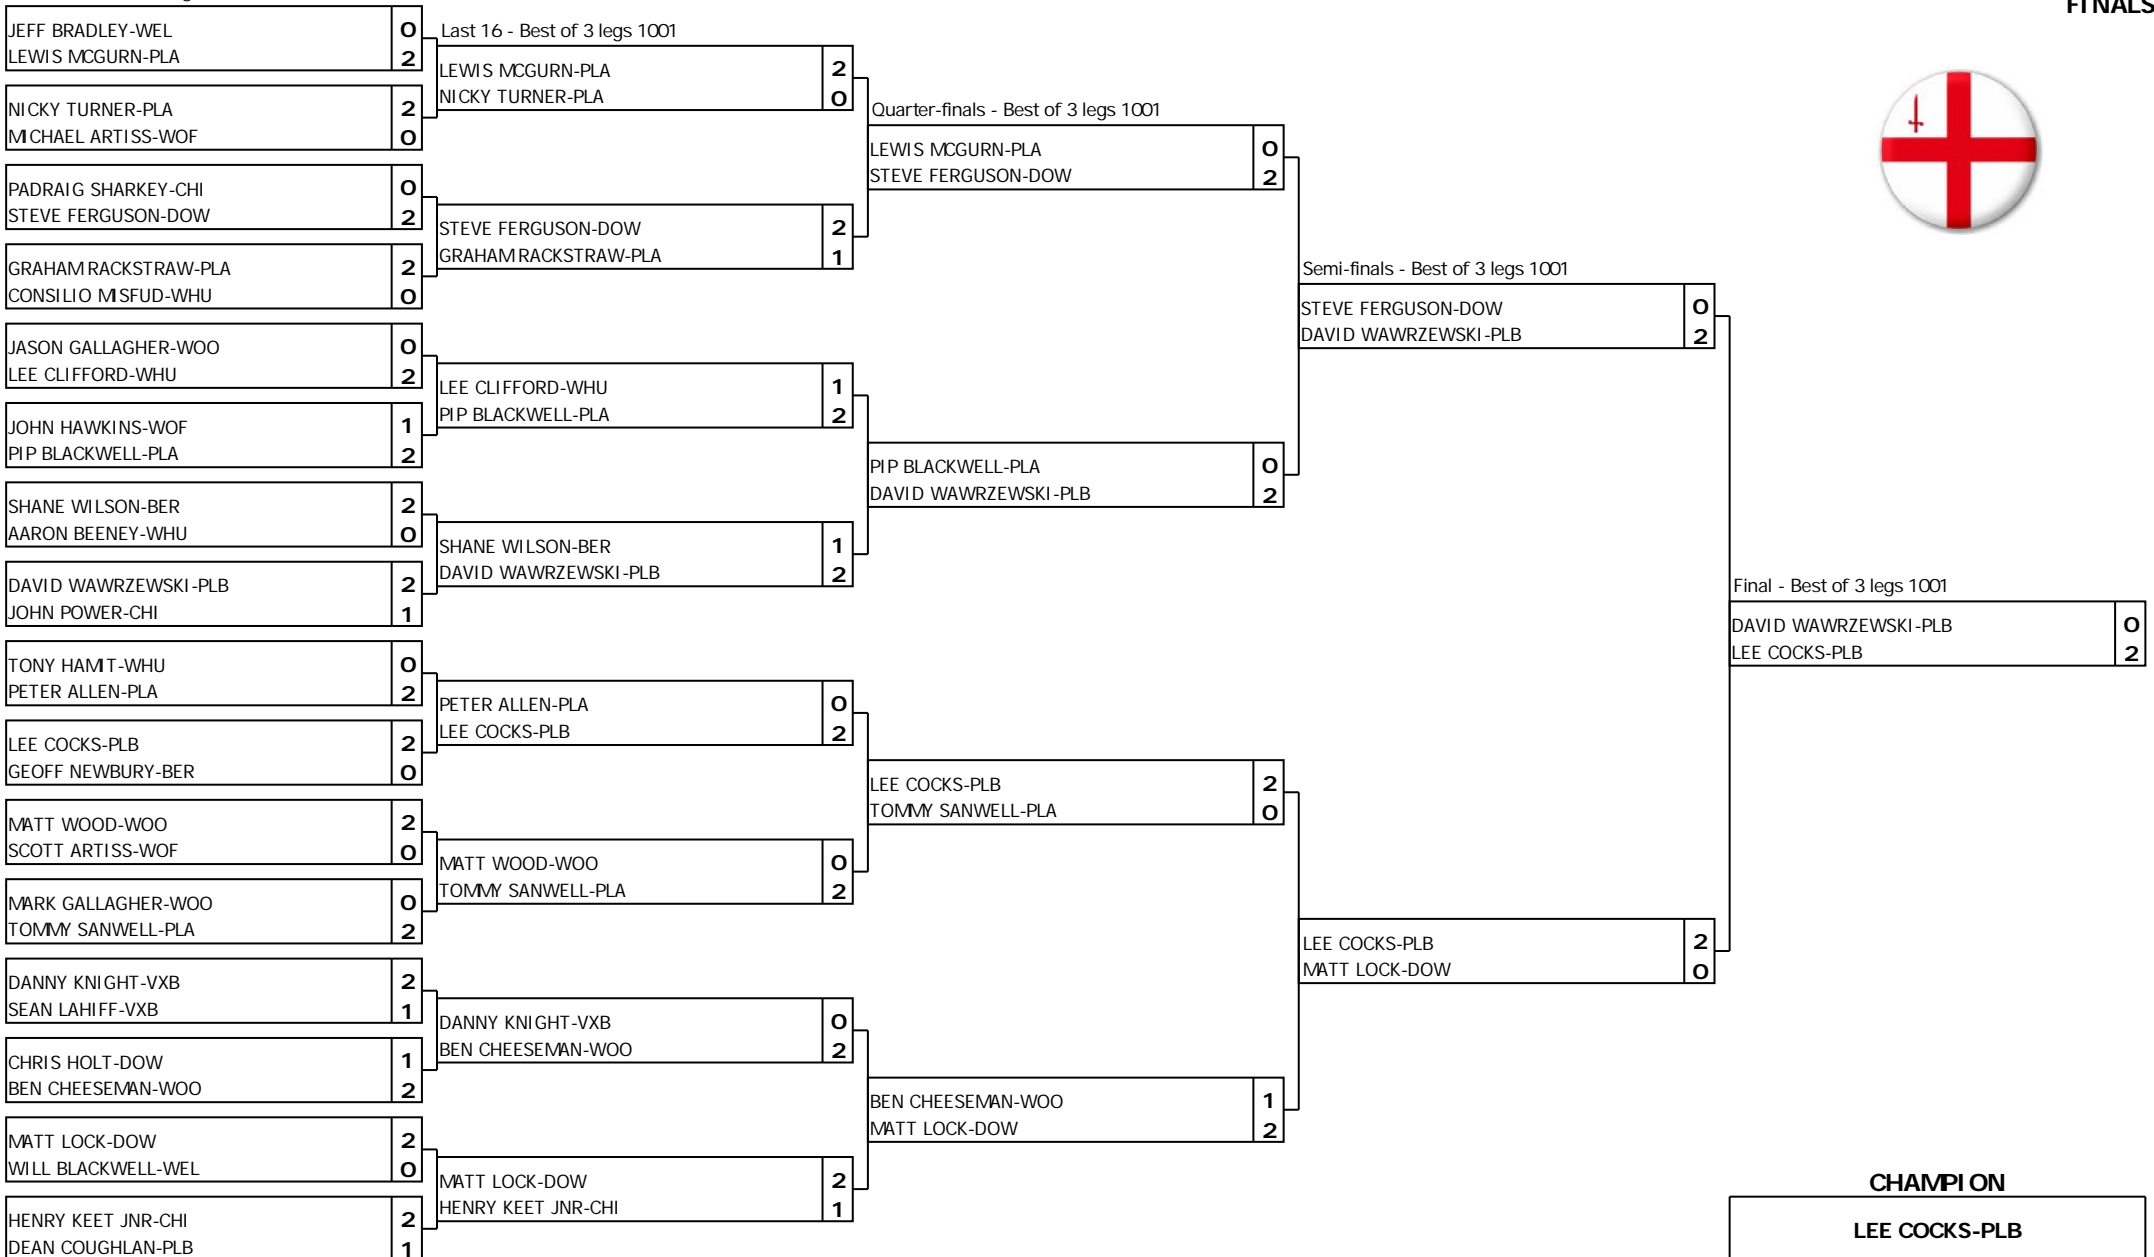 FINALS
JEFF BRADLEY-WEL 0
LEWIS MCGURN-PLA 2
NICKY TURNER-PLA 2
MICHAEL ARTISS-WOF 0
PADRAIG SHARKEY-CHI 0
STEVE FERGUSON-DOW 2
GRAHAM RACKSTRAW-PLA 2
CONSILIO MISFUD-WHU 0
JASON GALLAGHER-WOO 0
LEE CLIFFORD-WHU 2
JOHN HAWKINS-WOF 1
PIP BLACKWELL-PLA 2
SHANE WILSON-BER 2
AARON BEENEY-WHU 0
DAVID WAWRZEWSKI-PLB 2
JOHN POWER-CHI 1
TONY HAMIT-WHU 0
PETER ALLEN-PLA 2
LEE COCKS-PLB 2
GEOFF NEWBURY-BER 0
MATT WOOD-WOO 2
SCOTT ARTISS-WOF 0
MARK GALLAGHER-WOO 0
TOMMY SANWELL-PLA 2
DANNY KNIGHT-VXB 2
SEAN LAHIFF-VXB 1
CHRIS HOLT-DOW 1
BEN CHEESEMAN-WOO 2
MATT LOCK-DOW 2
WILL BLACKWELL-WEL 0
HENRY KEET JNR-CHI 2
DEAN COUGHLAN-PLB 1
Last 16 - Best of 3 legs 1001
LEWIS MCGURN-PLA 2
NICKY TURNER-PLA 0
STEVE FERGUSON-DOW 2
GRAHAM RACKSTRAW-PLA 1
LEE CLIFFORD-WHU 1
PIP BLACKWELL-PLA 2
SHANE WILSON-BER 1
DAVID WAWRZEWSKI-PLB 2
PETER ALLEN-PLA 0
LEE COCKS-PLB 2
MATT WOOD-WOO 0
TOMMY SANWELL-PLA 2
DANNY KNIGHT-VXB 0
BEN CHEESEMAN-WOO 2
MATT LOCK-DOW 2
HENRY KEET JNR-CHI 1
Quarter-finals - Best of 3 legs 1001
LEWIS MCGURN-PLA 0
STEVE FERGUSON-DOW 2
PIP BLACKWELL-PLA 0
DAVID WAWRZEWSKI-PLB 2
LEE COCKS-PLB 2
TOMMY SANWELL-PLA 0
BEN CHEESEMAN-WOO 1
MATT LOCK-DOW 2
Semi-finals - Best of 3 legs 1001
STEVE FERGUSON-DOW 0
DAVID WAWRZEWSKI-PLB 2
LEE COCKS-PLB 2
MATT LOCK-DOW 0
Final - Best of 3 legs 1001
DAVID WAWRZEWSKI-PLB 0
LEE COCKS-PLB 2
CHAMPION
LEE COCKS-PLB